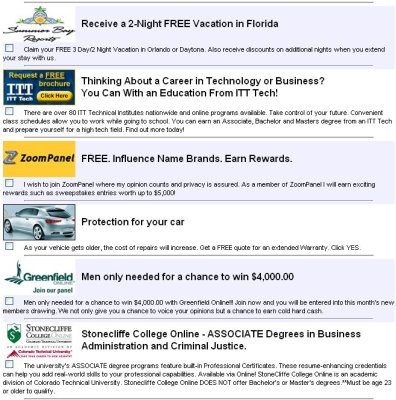 Summer Bay
Resorts
Receive a 2-Night FREE Vacation in Florida
Claim your FREE 3 Day/2 Night Vacation in Orlando or Daytona. Also receive discounts on additional nights when you extend
your stay with us.
Request a FREE
brochure
ITT
ITT Tech
Click Here
Thinking About a Career in Technology or Business?
You Can With an Education From ITT Tech!
There are over 80 ITT Technical Institutes nationwide and online programs available. Take control of your future. Convenient
class schedules allow you to work while going to school. You can earn an Associate, Bachelor and Masters degree from an ITT Tech
and prepare yourself for a high tech field. Find out more today!
ZoomPanel
FREE. Influence Name Brands. Earn Rewards.
I wish to join ZoomPanel where my opinion counts and privacy is assured. As a member of ZoomPanel I will earn exciting
rewards such as sweepstakes entries worth up to $5,000!
Protection for your car
As your vehicle gets older, the cost of repairs will increase. Get a FREE quote for an extended Warranty. Click YES.
Greenfield
ONLINE
Join our panel
Men only needed for a chance to win $4,000.00
Men only needed for a chance to win $4,000 with Greenfield Online!!! Join now and you will be entered into this month's new
members drawing. We not only give you a chance to voice your opinions but a chance to earn cold hard cash.
STONECLIFFE
COLLEGE ONLINE
Colorado Technical University
Stonecliffe College Online - ASSOCIATE Degrees in Business
Administration and Criminal Justice.
The university's ASSOCIATE degree programs feature built-in Professional Certificates. These resume-enhancing credentials
can help you add real-world skills to your professional capabilities. Available via Online! StoneCliffe College Online is an academic
division of Colorado Technical University. StoneCliffe College Online DOES NOT offer Bachelor's or Master's degrees.**Must be age 23
or older to qualify.